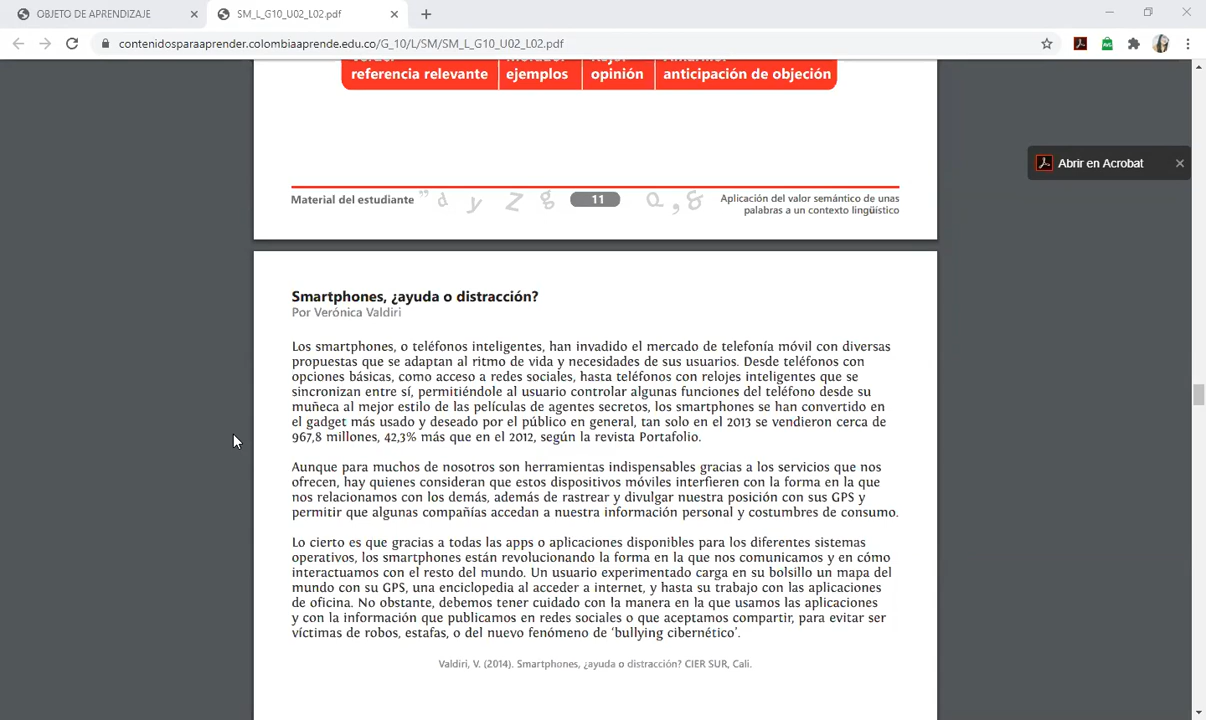 OBJETO DE APRENDIZAJE
SM_L_G10_U02_L02.pdf
contenidosparaaprender.colombiaaprende.edu.co/G_10/L/SM/SM_L_G10_U02_L02.pdf
Abrir en Acrobat
referencia relevante
ejemplos
opinión
anticipación de objeción
Material del estudiante
" d y Z g
11
a , g
Aplicación del valor semántico de unas
palabras a un contexto lingüístico
Smartphones, ¿ayuda o distracción?
Por Verónica Valdiri
Los smartphones, o teléfonos inteligentes, han invadido el mercado de telefonía móvil con diversas
propuestas que se adaptan al ritmo de vida y necesidades de sus usuarios. Desde teléfonos con
opciones básicas, como acceso a redes sociales, hasta teléfonos con relojes inteligentes que se
sincronizan entre sí, permitiéndole al usuario controlar algunas funciones del teléfono desde su
muñeca al mejor estilo de las películas de agentes secretos, los smartphones se han convertido en
el gadget más usado y deseado por el público en general, tan solo en el 2013 se vendieron cerca de
967,8 millones, 42,3% más que en el 2012, según la revista Portafolio.
Aunque para muchos de nosotros son herramientas indispensables gracias a los servicios que nos
ofrecen, hay quienes consideran que estos dispositivos móviles interfieren con la forma en la que
nos relacionamos con los demás, además de rastrear y divulgar nuestra posición con sus GPS y
permitir que algunas compañías accedan a nuestra información personal y costumbres de consumo.
Lo cierto es que gracias a todas las apps o aplicaciones disponibles para los diferentes sistemas
operativos, los smartphones están revolucionando la forma en la que nos comunicamos y en cómo
interactuamos con el resto del mundo. Un usuario experimentado carga en su bolsillo un mapa del
mundo con su GPS, una enciclopedia al acceder a internet, y hasta su trabajo con las aplicaciones
de oficina. No obstante, debemos tener cuidado con la manera en la que usamos las aplicaciones
y con la información que publicamos en redes sociales o que aceptamos compartir, para evitar ser
víctimas de robos, estafas, o del nuevo fenómeno de ‘bullying cibernético’.
Valdiri, V. (2014). Smartphones, ¿ayuda o distracción? CIER SUR, Cali.